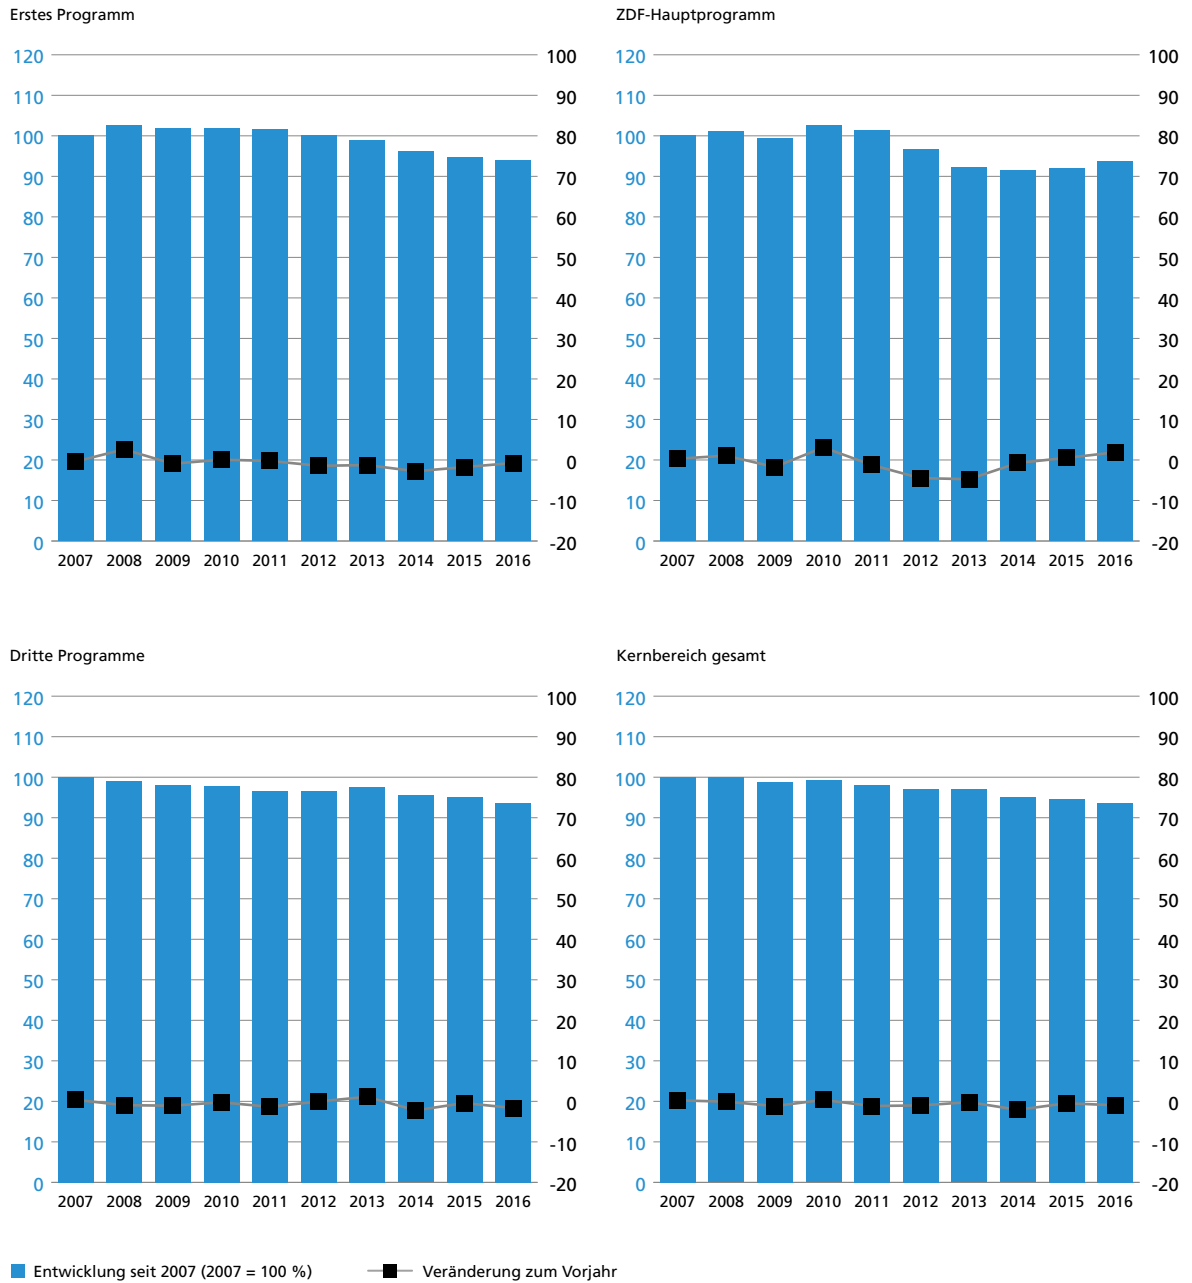 Erstes Programm
ZDF-Hauptprogramm
120 100 120 100
110 90 110 90
100 80 100 80
90 70 90 70
80 60 80 60
70 50 70 50
60 40 60 40
50 30 50 30
40 20 40 20
30 10 30 10
20 0 20 0
10 -10 10 -10
0 -20 0 -20
2007 2008 2009 2010 2011 2012 2013 2014 2015 2016 2007 2008 2009 2010 2011 2012 2013 2014 2015 2016
Dritte Programme
Kernbereich gesamt
120 100 120 100
110 90 110 90
100 80 100 80
90 70 90 70
80 60 80 60
70 50 70 50
60 40 60 40
50 30 50 30
40 20 40 20
30 10 30 10
20 0 20 0
10 -10 10 -10
0 -20 0 -20
2007 2008 2009 2010 2011 2012 2013 2014 2015 2016 2007 2008 2009 2010 2011 2012 2013 2014 2015 2016
Entwicklung seit 2007 (2007 = 100 %)
Veränderung zum Vorjahr